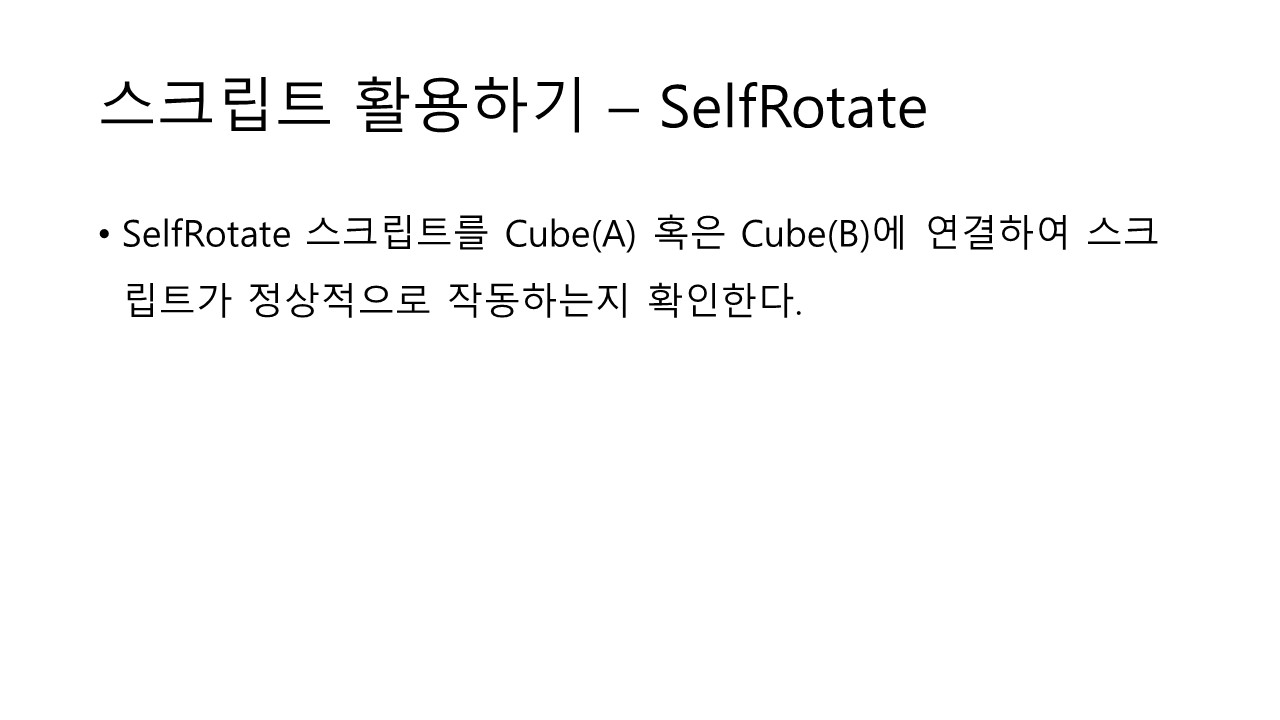 스크립트 활용하기 – SelfRotate
• SelfRotate 스크립트를 Cube(A) 혹은 Cube(B)에 연결하여 스크
립트가 정상적으로 작동하는지 확인한다.